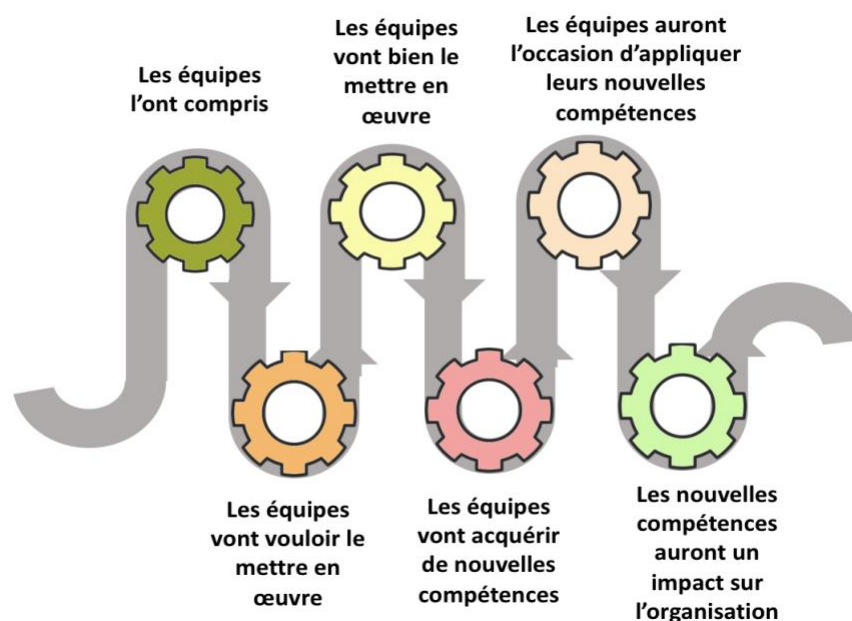 Les équipes
l’ont compris
Les équipes
vont vouloir le
mettre en
œuvre
Les équipes
vont bien le
mettre en
œuvre
Les équipes
vont acquérir
de nouvelles
compétences
Les équipes auront
l’occasion d’appliquer
leurs nouvelles
compétences
Les nouvelles
compétences
auront un
impact sur
l’organisation